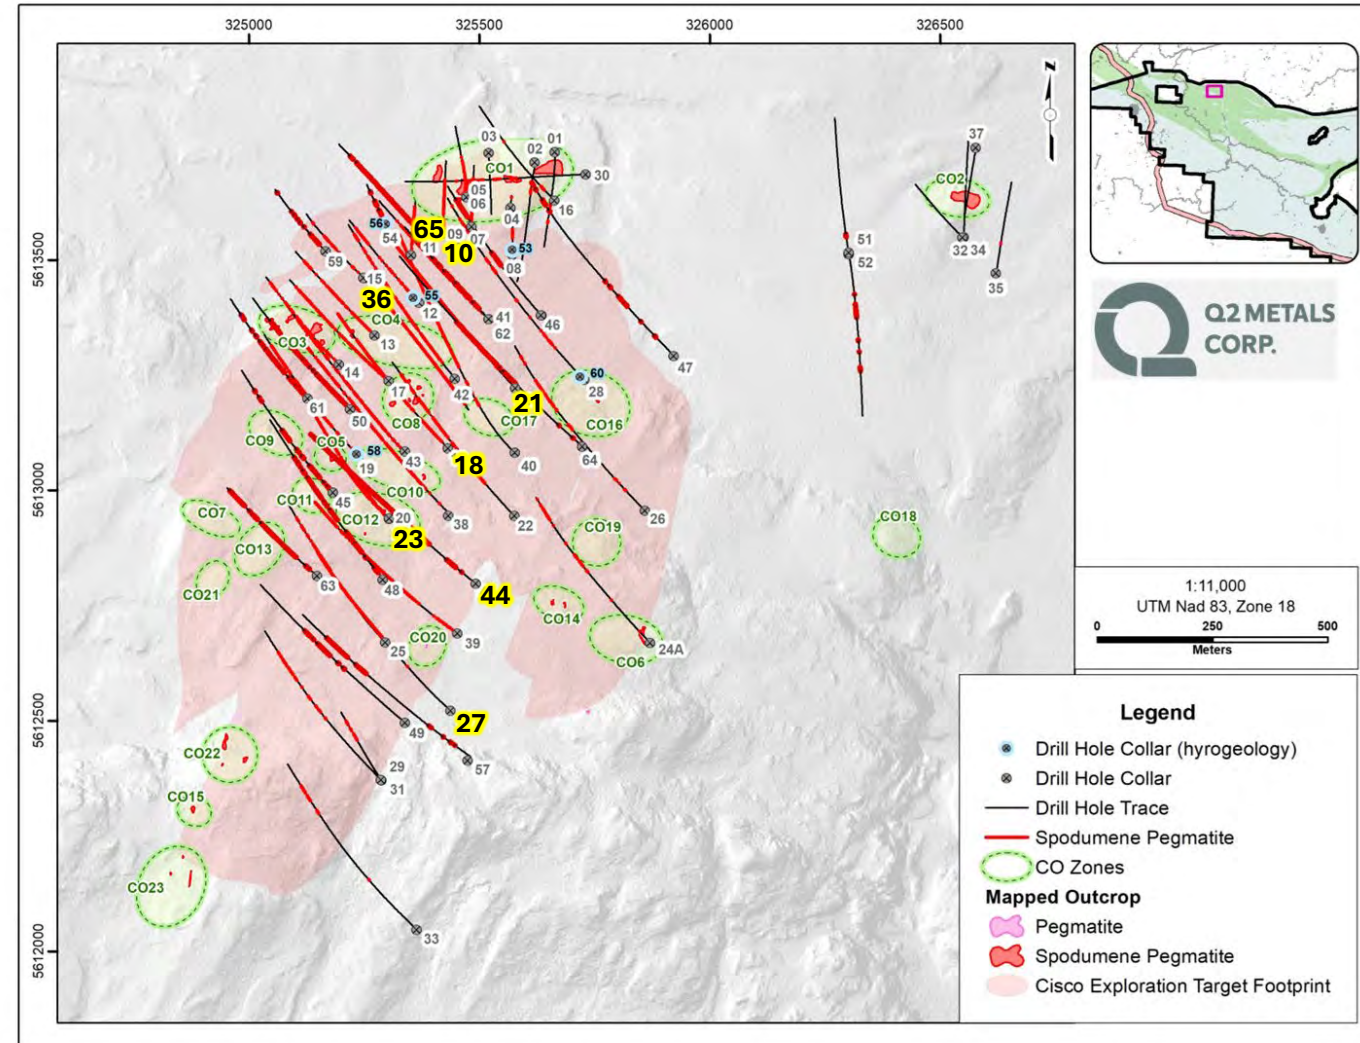 325000
325500
326000
326500
5613500
5613000
5612500
5612000
N
37
03
01
02
CO1
30
CO2
05
06
04
16
56
54
65
11
09
07
10
53
08
51
52
32
34
35
59
15
36
55
12
41
62
46
47
CO4
CO3
13
14
60
28
17
42
21
61
50
CO8
CO17
CO16
CO9
CO5
58
19
43
18
40
64
CO10
CO11
45
CO7
CO12
20
38
22
26
CO18
CO19
23
CO13
CO21
63
48
44
CO14
CO20
39
25
CO6
24A
27
49
57
CO22
29
31
CO15
CO23
33
Q2 METALS
CORP.
1:11,000
UTM Nad 83, Zone 18
0
250
500
Meters
Legend
Drill Hole Collar (hyrogeology)
Drill Hole Collar
Drill Hole Trace
Spodumene Pegmatite
CO Zones
Mapped Outcrop
Pegmatite
Spodumene Pegmatite
Cisco Exploration Target Footprint